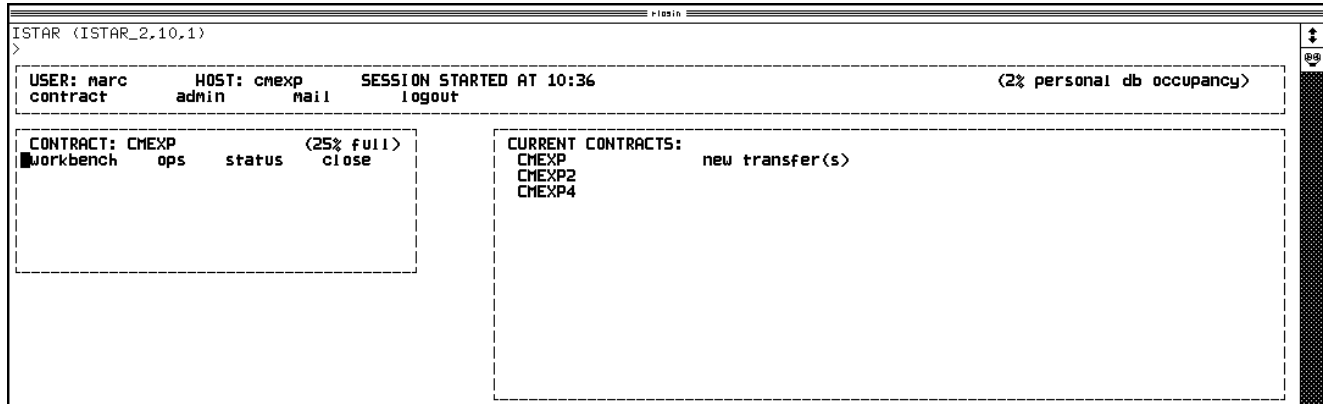 rlogin
ISTAR (ISTAR_2,10,1)
>
USER: marc HOST: cmexp SESSION STARTED AT 10:36 (2% personal db occupancy)
contract admin mail logout
CONTRACT: CMEXP (25% full)
workbench ops status close
CURRENT CONTRACTS:
CMEXP new transfer(s)
CMEXP2
CMEXP4